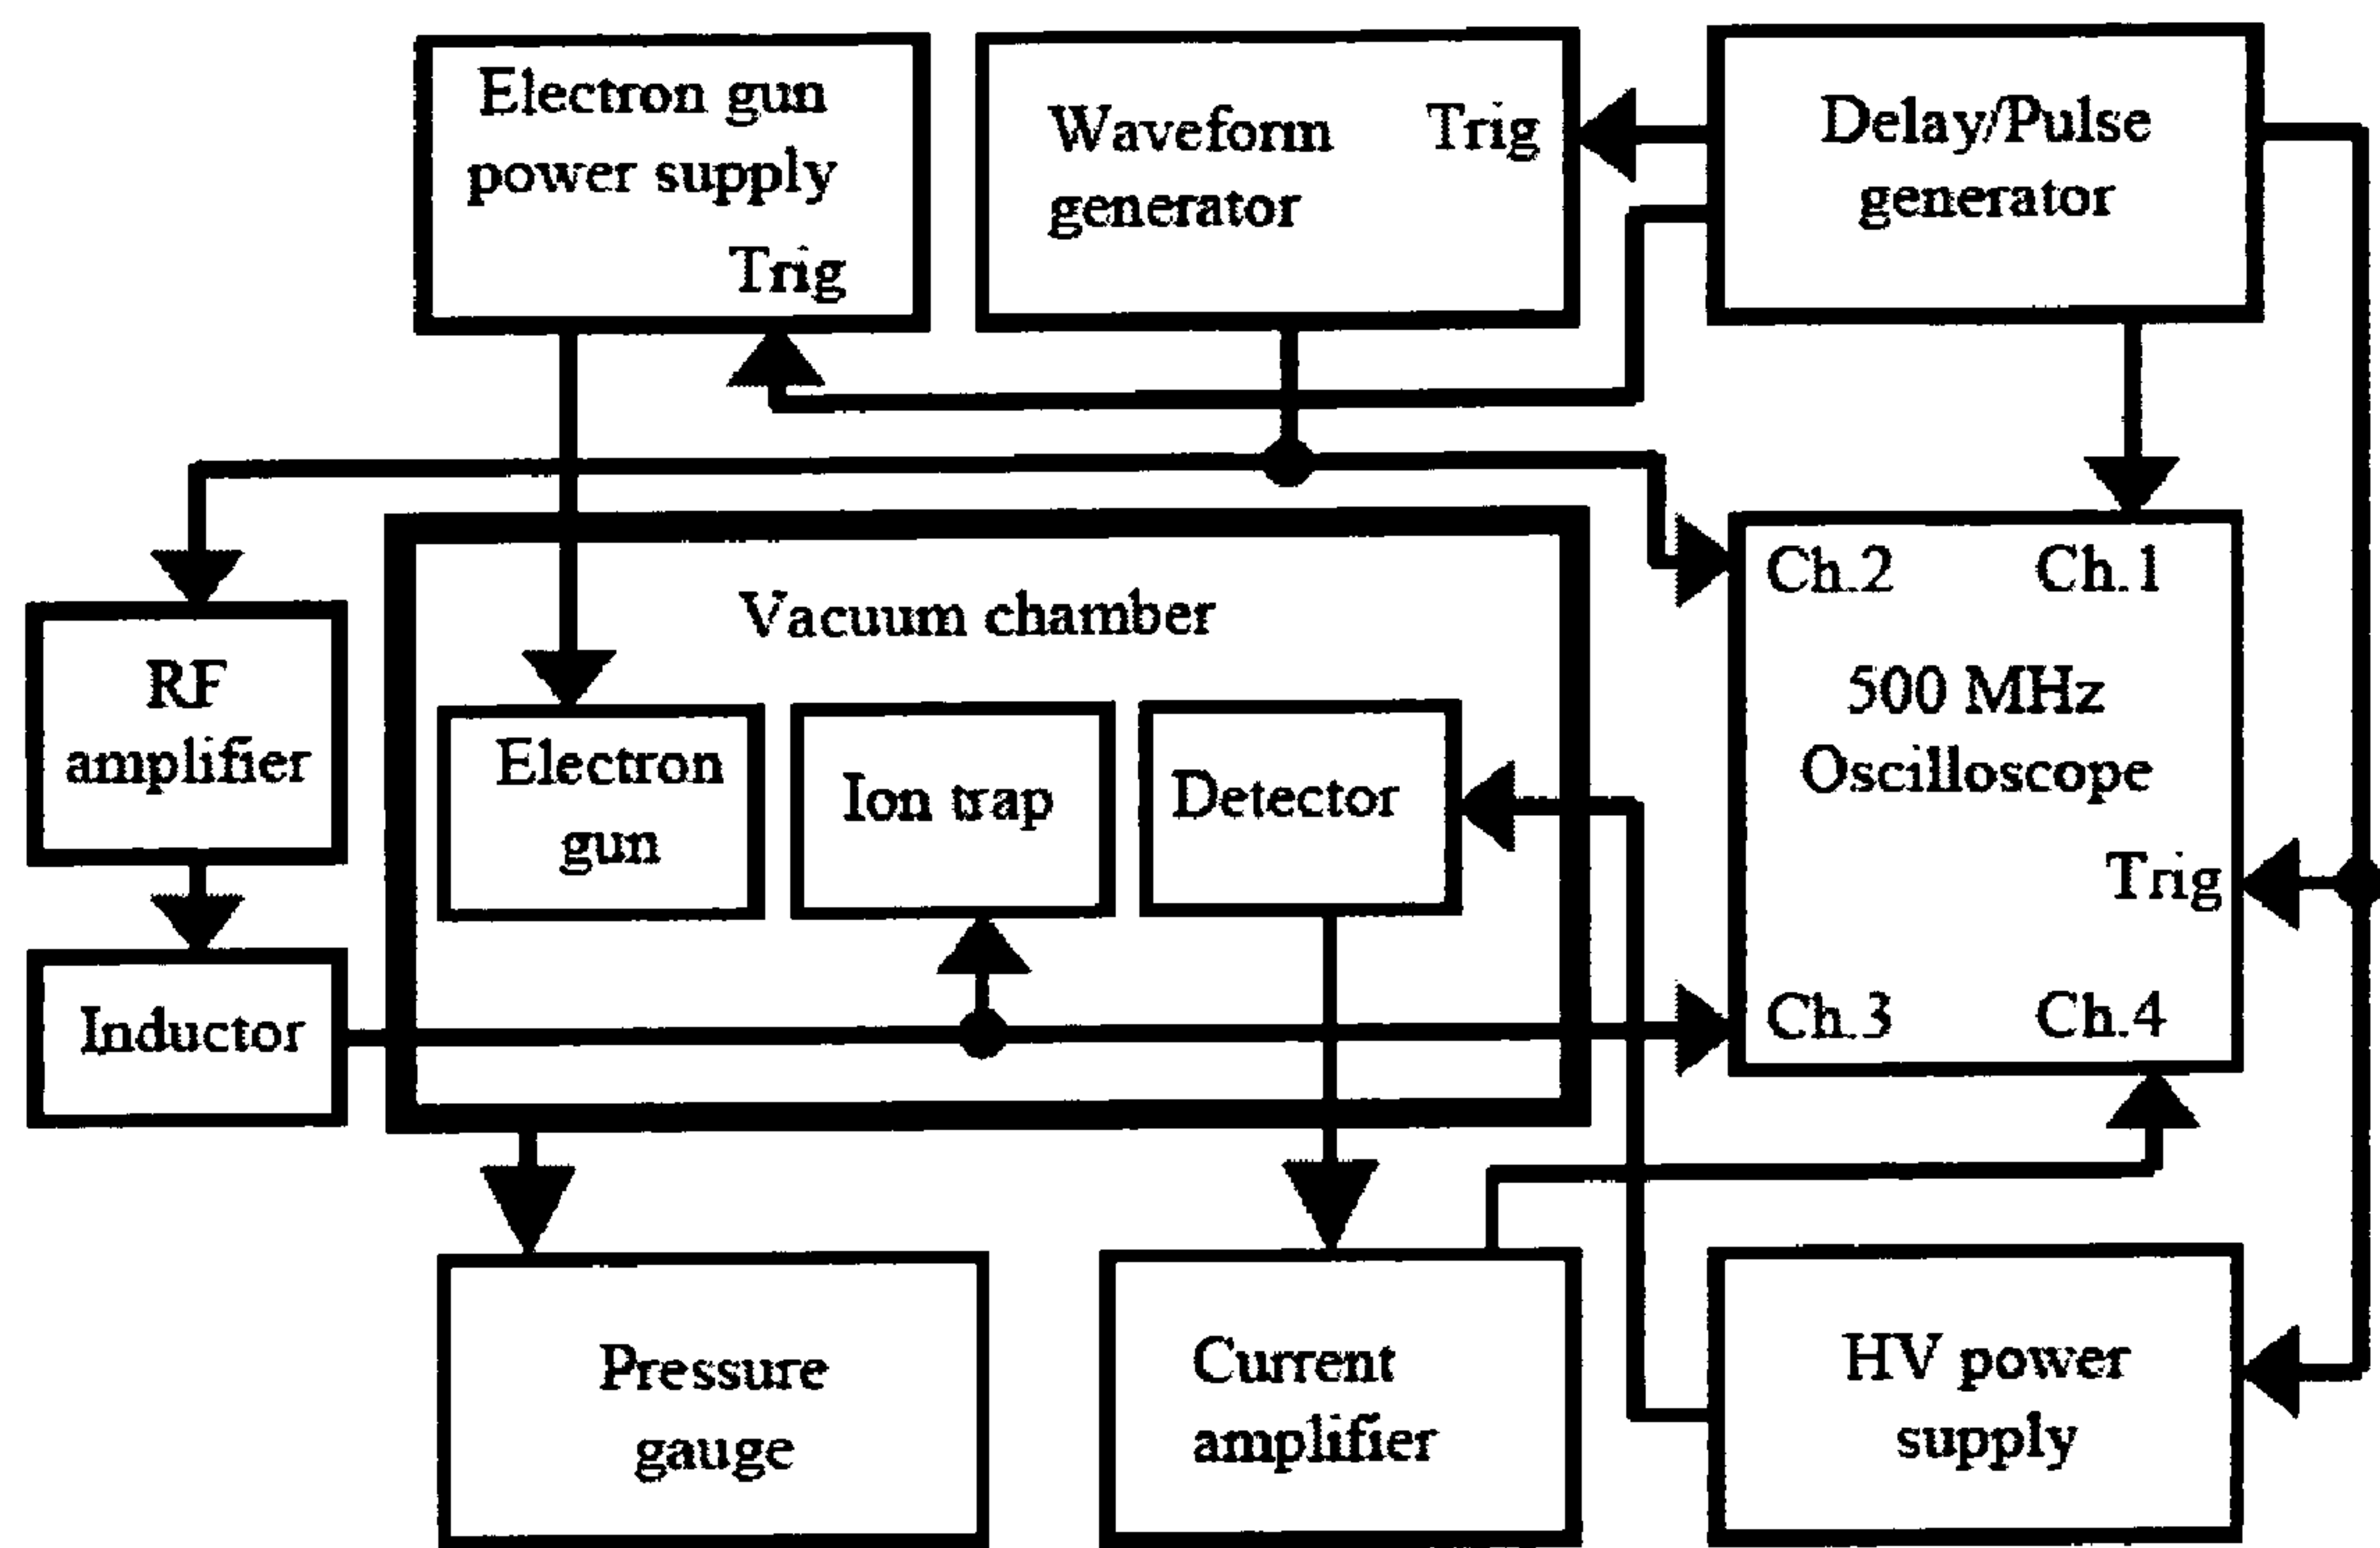 Electron gun
power supply
Trig
Waveform
generator
Trig
Delay/Pulse
generator
Vacuum chamber
RF
amplifier
Inductor
Electron
gun
Ion trap
Detector
Ch.2
Ch.1
500 MHz
Oscilloscope
Trig
Ch.3
Ch.4
Pressure
gauge
Current
amplifier
HV power
supply